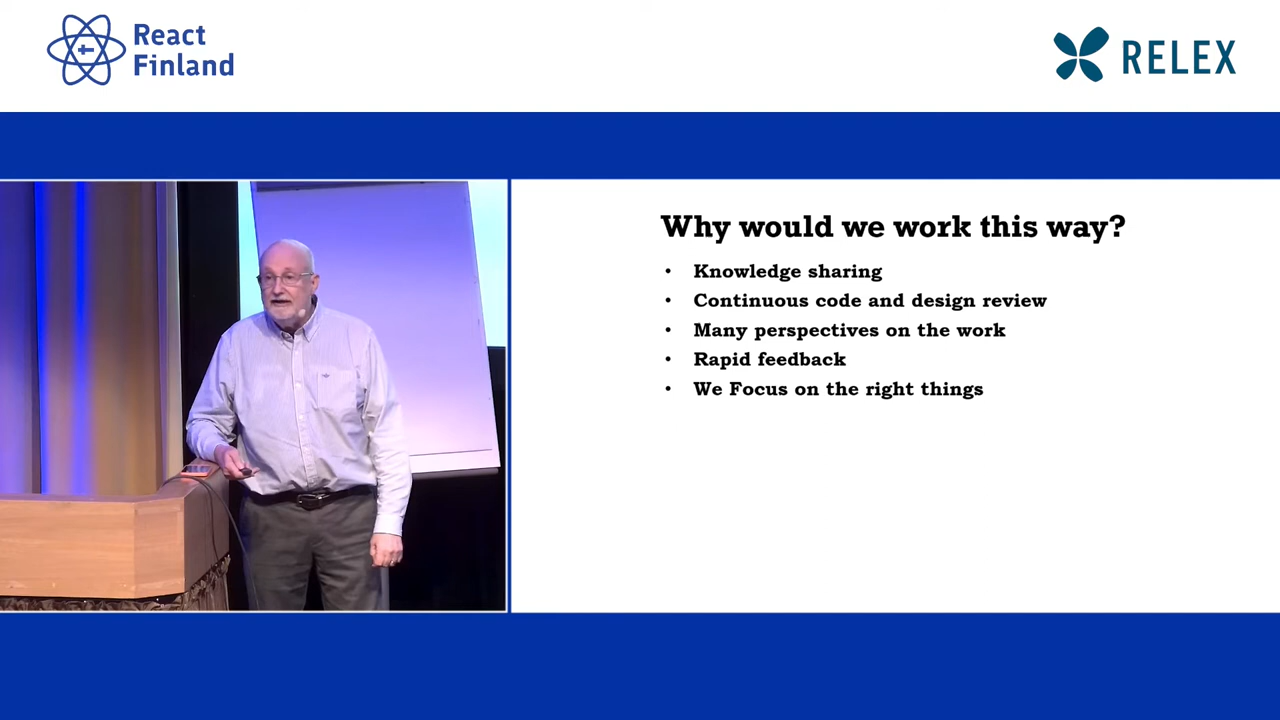 React
Finland
RELEX
Why would we work this way?
• Knowledge sharing
• Continuous code and design review
• Many perspectives on the work
• Rapid feedback
• We Focus on the right things